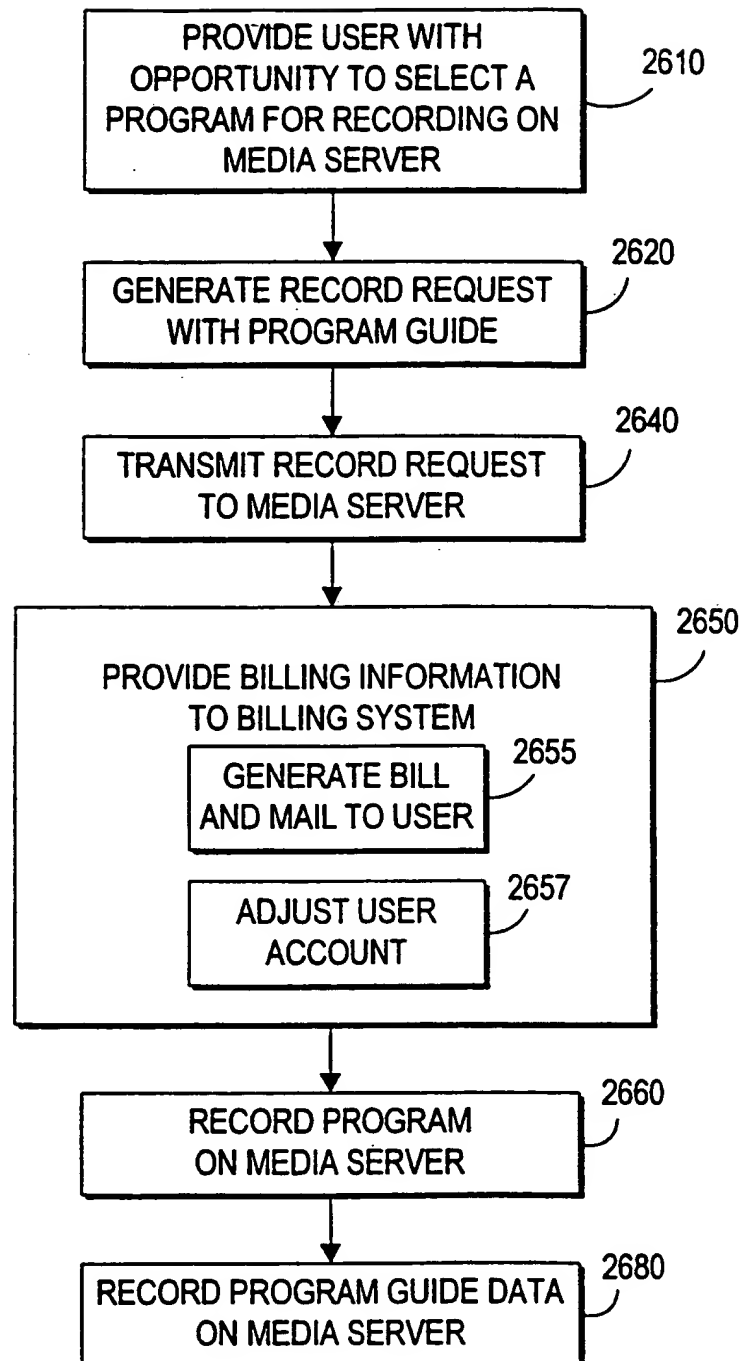 PROVIDE USER WITH
OPPORTUNITY TO SELECT A
PROGRAM FOR RECORDING ON
MEDIA SERVER
2610
GENERATE RECORD REQUEST
WITH PROGRAM GUIDE
2620
TRANSMIT RECORD REQUEST
TO MEDIA SERVER
2640
PROVIDE BILLING INFORMATION
TO BILLING SYSTEM
2650
GENERATE BILL
AND MAIL TO USER
2655
ADJUST USER
ACCOUNT
2657
RECORD PROGRAM
ON MEDIA SERVER
2660
RECORD PROGRAM GUIDE DATA
ON MEDIA SERVER
2680